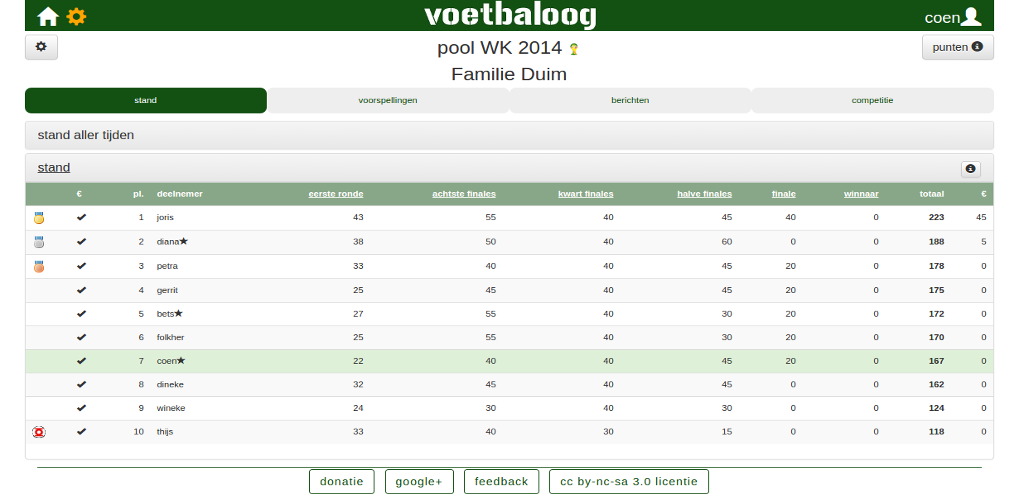 voetbaloog
coen
pool WK 2014
punten
Familie Duim
stand voorspellingen berichten competitie
stand aller tijden
stand
€ pl. deelnemer eerste ronde achtste finales kwart finales halve finales finale winnaar totaal €
1 joris 43 55 40 45 40 0 223 45
2 diana★ 38 50 40 60 0 0 188 5
3 petra 33 40 40 45 20 0 178 0
4 gerrit 25 45 40 45 20 0 175 0
5 bets★ 27 55 40 30 20 0 172 0
6 folkher 25 55 40 30 20 0 170 0
7 coen★ 22 40 40 45 20 0 167 0
8 dineke 32 45 40 45 0 0 162 0
9 wineke 24 30 40 30 0 0 124 0
10 thijs 33 40 30 15 0 0 118 0
donatie google+ feedback cc by-nc-sa 3.0 licentie